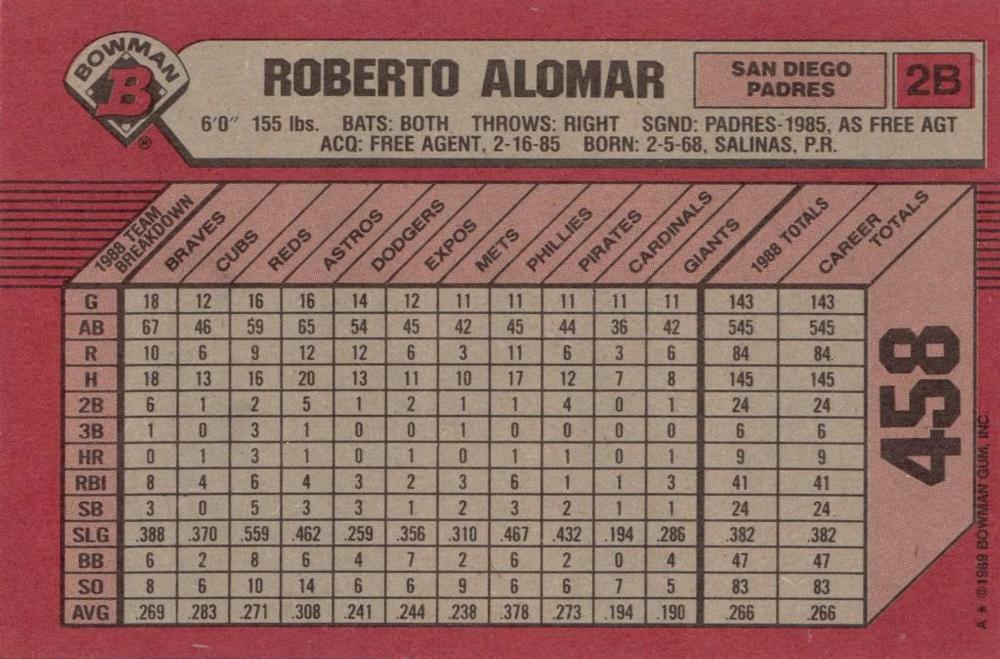 BOWMAN
B
®
ROBERTO ALOMAR
SAN DIEGO
PADRES
2B
6'0" 155 lbs. BATS: BOTH THROWS: RIGHT SGND: PADRES-1985, AS FREE AGT
ACQ: FREE AGENT, 2-16-85 BORN: 2-5-68, SALINAS, P.R.
1988 TEAM
BREAKDOWN
BRAVES
CUBS
REDS
ASTROS
DODGERS
EXPOS
METS
PHILLIES
PIRATES
CARDINALS
GIANTS
1988 TOTALS
CAREER
TOTALS
G 18 12 16 16 14 12 11 11 11 11 11 143 143
AB 67 46 59 65 54 45 42 45 44 36 42 545 545
R 10 6 9 12 12 6 3 11 6 3 6 84 84
H 18 13 16 20 13 11 10 17 12 7 8 145 145
2B 6 1 2 5 1 2 1 1 4 0 1 24 24
3B 1 0 3 1 0 0 1 0 0 0 0 6 6
HR 0 1 3 1 0 1 0 1 1 0 1 9 9
RBI 8 4 6 4 3 2 3 6 1 1 3 41 41
SB 3 0 5 3 3 1 2 3 2 1 1 24 24
SLG .388 .370 .559 .462 .259 .356 .310 .467 .432 .194 .286 .382 .382
BB 6 2 8 6 4 7 2 6 2 0 4 47 47
SO 8 6 10 14 6 6 9 6 6 7 5 83 83
AVG .269 .283 .271 .308 .241 .244 .238 .378 .273 .194 .190 .266 .266
458
A * ©1989 BOWMAN GUM, INC.